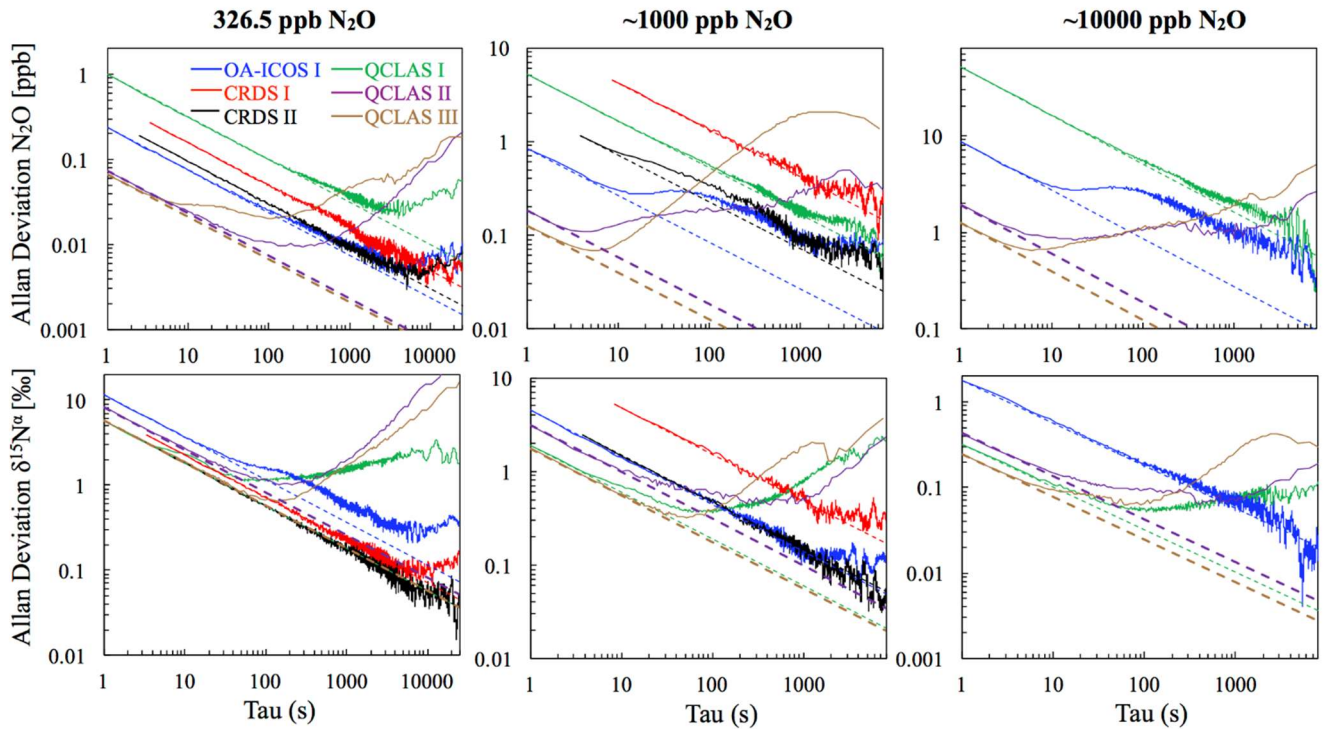 326.5 ppb N₂O ~1000 ppb N₂O ~10000 ppb N₂O
Allan Deviation N₂O [ppb]
1
0.1
0.01
0.001
OA-ICOS I QCLAS I
CRDS I QCLAS II
CRDS II QCLAS III
1 10 100 1000 10000
10
1
0.1
0.01
1 10 100 1000
10
1
0.1
1 10 100 1000
Allan Deviation δ¹⁵Nᵅ [‰]
10
1
0.1
0.01
1 10 100 1000 10000
Tau (s)
10
1
0.1
0.01
1 10 100 1000
Tau (s)
1
0.1
0.01
0.001
1 10 100 1000
Tau (s)